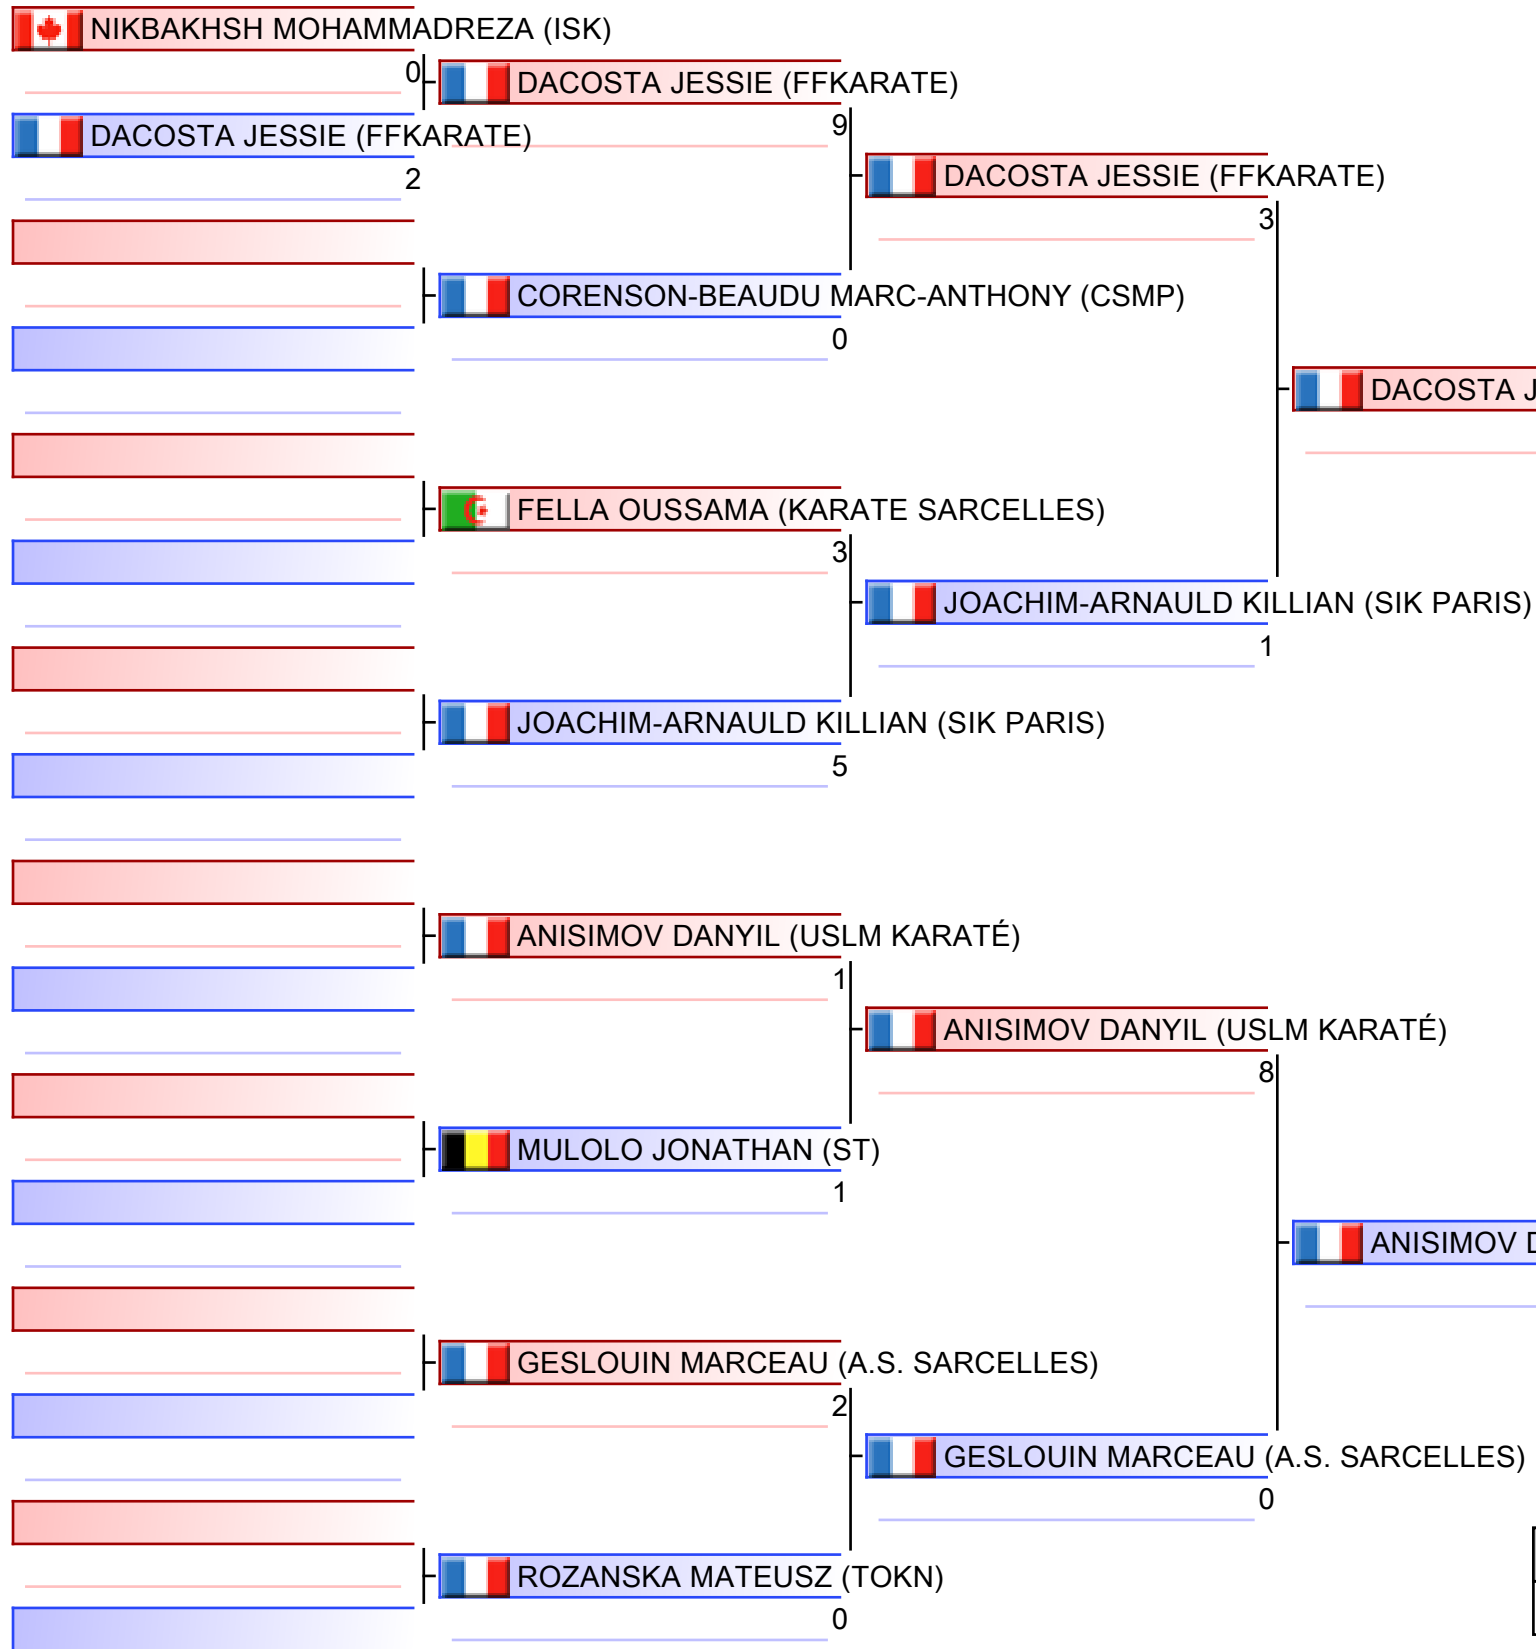 NIKBAKHSH MOHAMMADREZA (ISK)
0
DACOSTA JESSIE (FFKARATE)
DACOSTA JESSIE (FFKARATE)
9
2
DACOSTA JESSIE (FFKARATE)
3
CORENSON-BEAUDU MARC-ANTHONY (CSMP)
0
DACOSTA J
FELLA OUSSAMA (KARATE SARCELLES)
3
JOACHIM-ARNAULD KILLIAN (SIK PARIS)
1
JOACHIM-ARNAULD KILLIAN (SIK PARIS)
5
ANISIMOV DANYIL (USLM KARATÉ)
1
ANISIMOV DANYIL (USLM KARATÉ)
8
MULOLO JONATHAN (ST)
1
ANISIMOV D
GESLOUIN MARCEAU (A.S. SARCELLES)
2
GESLOUIN MARCEAU (A.S. SARCELLES)
0
ROZANSKA MATEUSZ (TOKN)
0